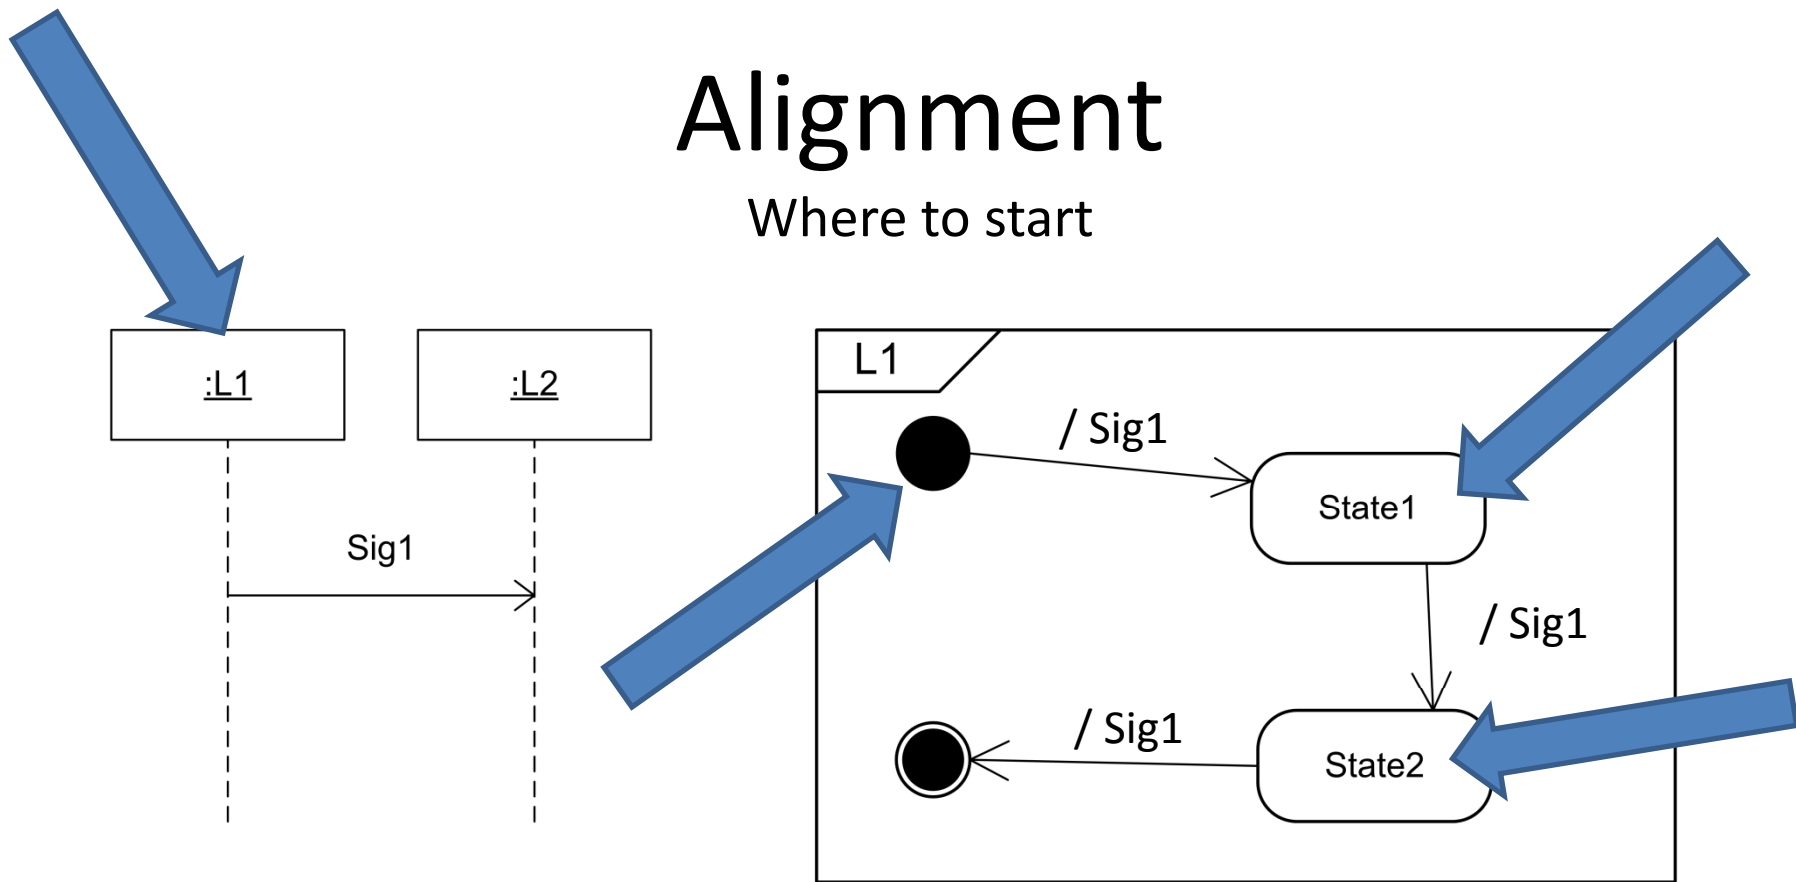 Alignment
Where to start
:L1
:L2
Sig1
L1
/ Sig1
State1
/ Sig1
/ Sig1
State2